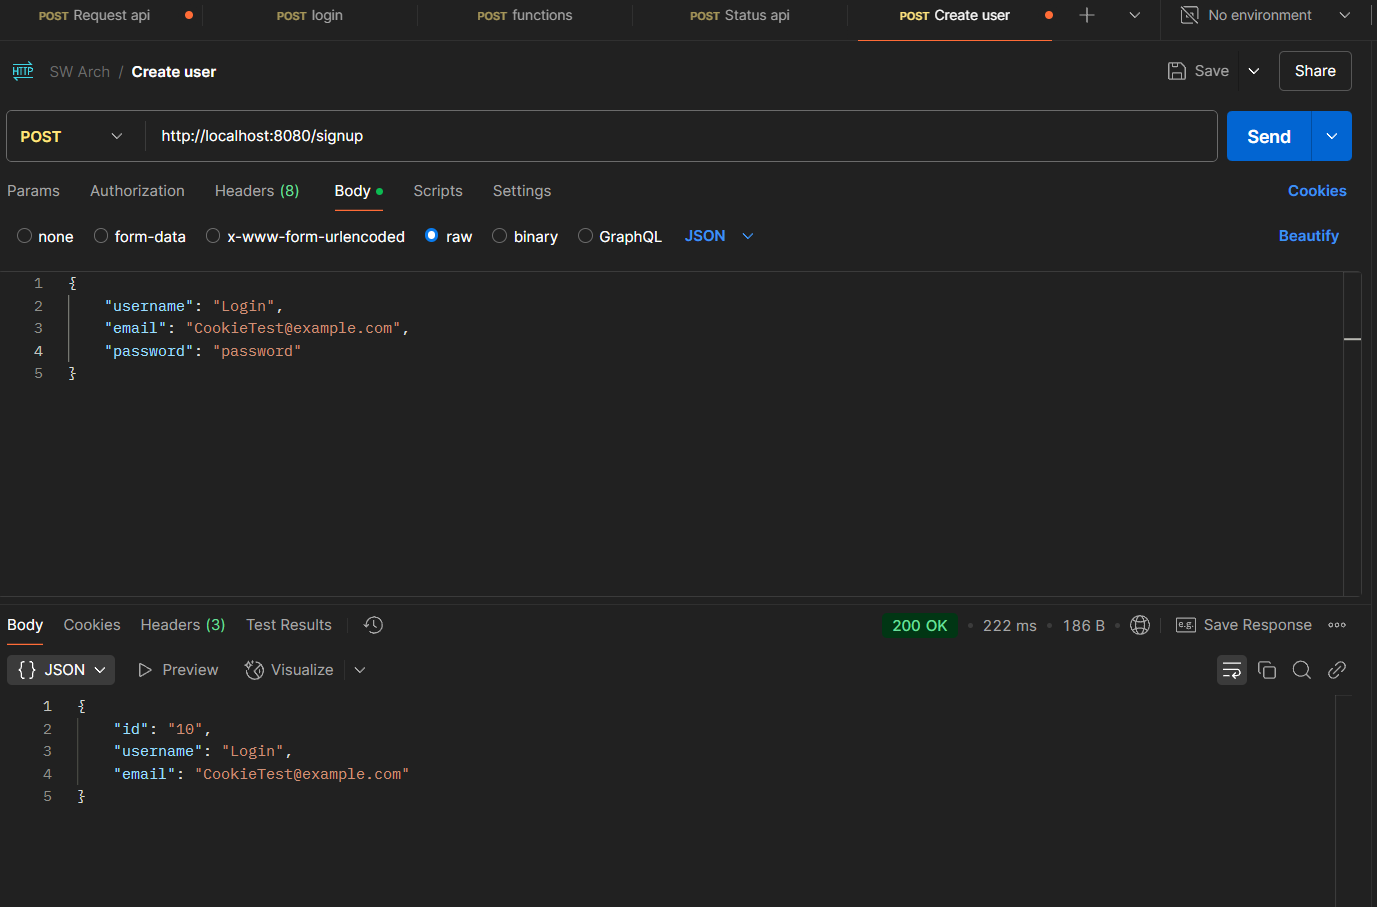 POST Request api POST login POST functions POST Status api POST Create user No environment
HTTP SW Arch / Create user Save Share
POST http://localhost:8080/signup Send
Params Authorization Headers (8) Body Scripts Settings Cookies
none form-data x-www-form-urlencoded raw binary GraphQL JSON Beautify
1 {
2 "username": "Login",
3 "email": "CookieTest@example.com",
4 "password": "password"
5 }
Body Cookies Headers (3) Test Results 200 OK • 222 ms • 186 B • e.g. Save Response
{} JSON Preview Visualize
1 {
2 "id": "10",
3 "username": "Login",
4 "email": "CookieTest@example.com"
5 }